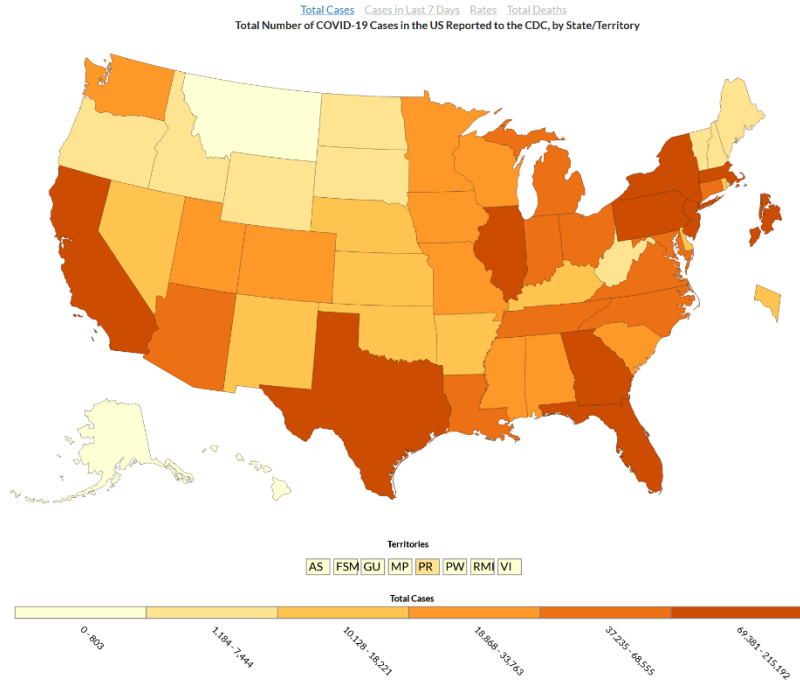 Total Cases Cases in Last 7 Days Rates Total Deaths
Total Number of COVID-19 Cases in the US Reported to the CDC, by State/Territory
Territories
AS FSM GU MP PR PW RMI VI
Total Cases
0 - 803
1,184 - 7,444
10,128 - 18,221
18,868 - 33,763
37,235 - 68,555
69,381 - 215,192